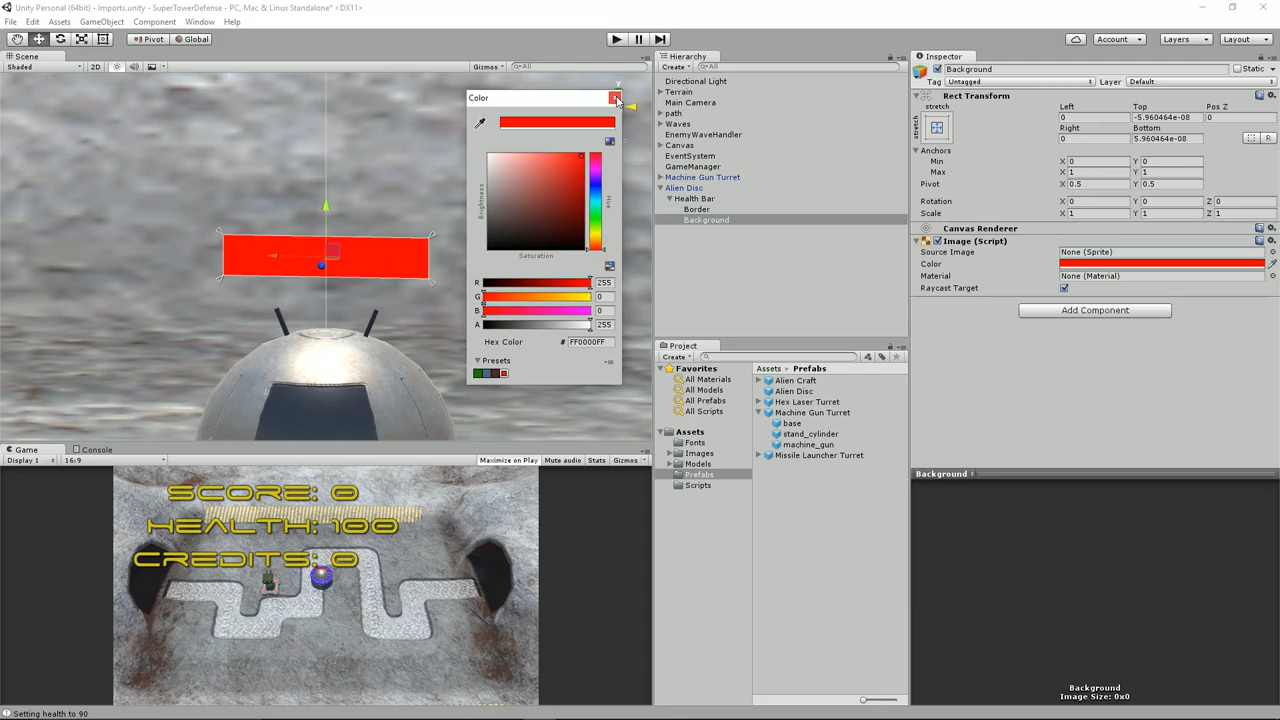 Unity Personal (64bit) - Imports.unity - SuperTowerDefense - PC, Mac & Linux Standalone* <DX11>
File Edit Assets GameObject Component Window Help
Pivot Global Account Layers Layout
Scene
Shaded 2D Gizmos All
Color
Brightness
Hue
Saturation
R 255
G 0
B 0
A 255
Hex Color # FF0000FF
Presets
Y
Hierarchy
Create All
Directional Light
Terrain
Main Camera
path
Waves
EnemyWaveHandler
Canvas
EventSystem
GameManager
Machine Gun Turret
Alien Disc
Health Bar
Border
Background
Inspector
Background Static
Tag Untagged Layer Default
Rect Transform
stretch Left Top Pos Z
stretch 0 -5.960464e-08 0
Right Bottom
0 5.960464e-08 R
Anchors
Min X 0 Y 0
Max X 1 Y 1
Pivot X 0.5 Y 0.5
Rotation X 0 Y 0 Z 0
Scale X 1 Y 1 Z 1
Canvas Renderer
Image (Script)
Source Image None (Sprite)
Color
Material None (Material)
Raycast Target
Add Component
Project
Create
Favorites
All Materials
All Models
All Prefabs
All Scripts
Assets
Fonts
Images
Models
Prefabs
Scripts
Assets Prefabs
Alien Craft
Alien Disc
Hex Laser Turret
Machine Gun Turret
base
stand_cylinder
machine_gun
Missile Launcher Turret
Game Console
Display 1 16:9 Maximize on Play Mute audio Stats Gizmos
SCORE: 0
HEALTH: 100
CREDITS: 0
Background
Background
Image Size: 0x0
Setting health to 90